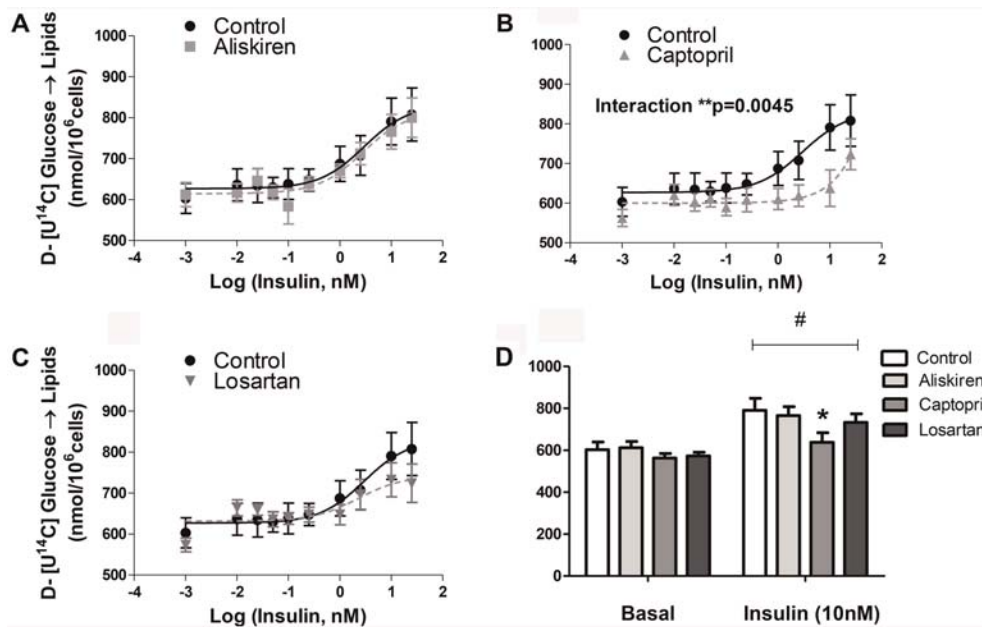 A
Control
Aliskiren
D- [U¹⁴C] Glucose → Lipids
(nmol/10⁶cells)
1000
900
800
700
600
500
-4 -3 -2 -1 0 1 2
Log (Insulin, nM)
B
Control
Captopril
Interaction **p=0.0045
1000
900
800
700
600
500
-4 -3 -2 -1 0 1 2
Log (Insulin, nM)
C
Control
Losartan
D- [U¹⁴C] Glucose → Lipids
(nmol/10⁶cells)
1000
900
800
700
600
500
-4 -3 -2 -1 0 1 2
Log (Insulin, nM)
D
#
*
Control
Aliskiren
Captopril
Losartan
1000
800
600
400
200
0
Basal Insulin (10nM)